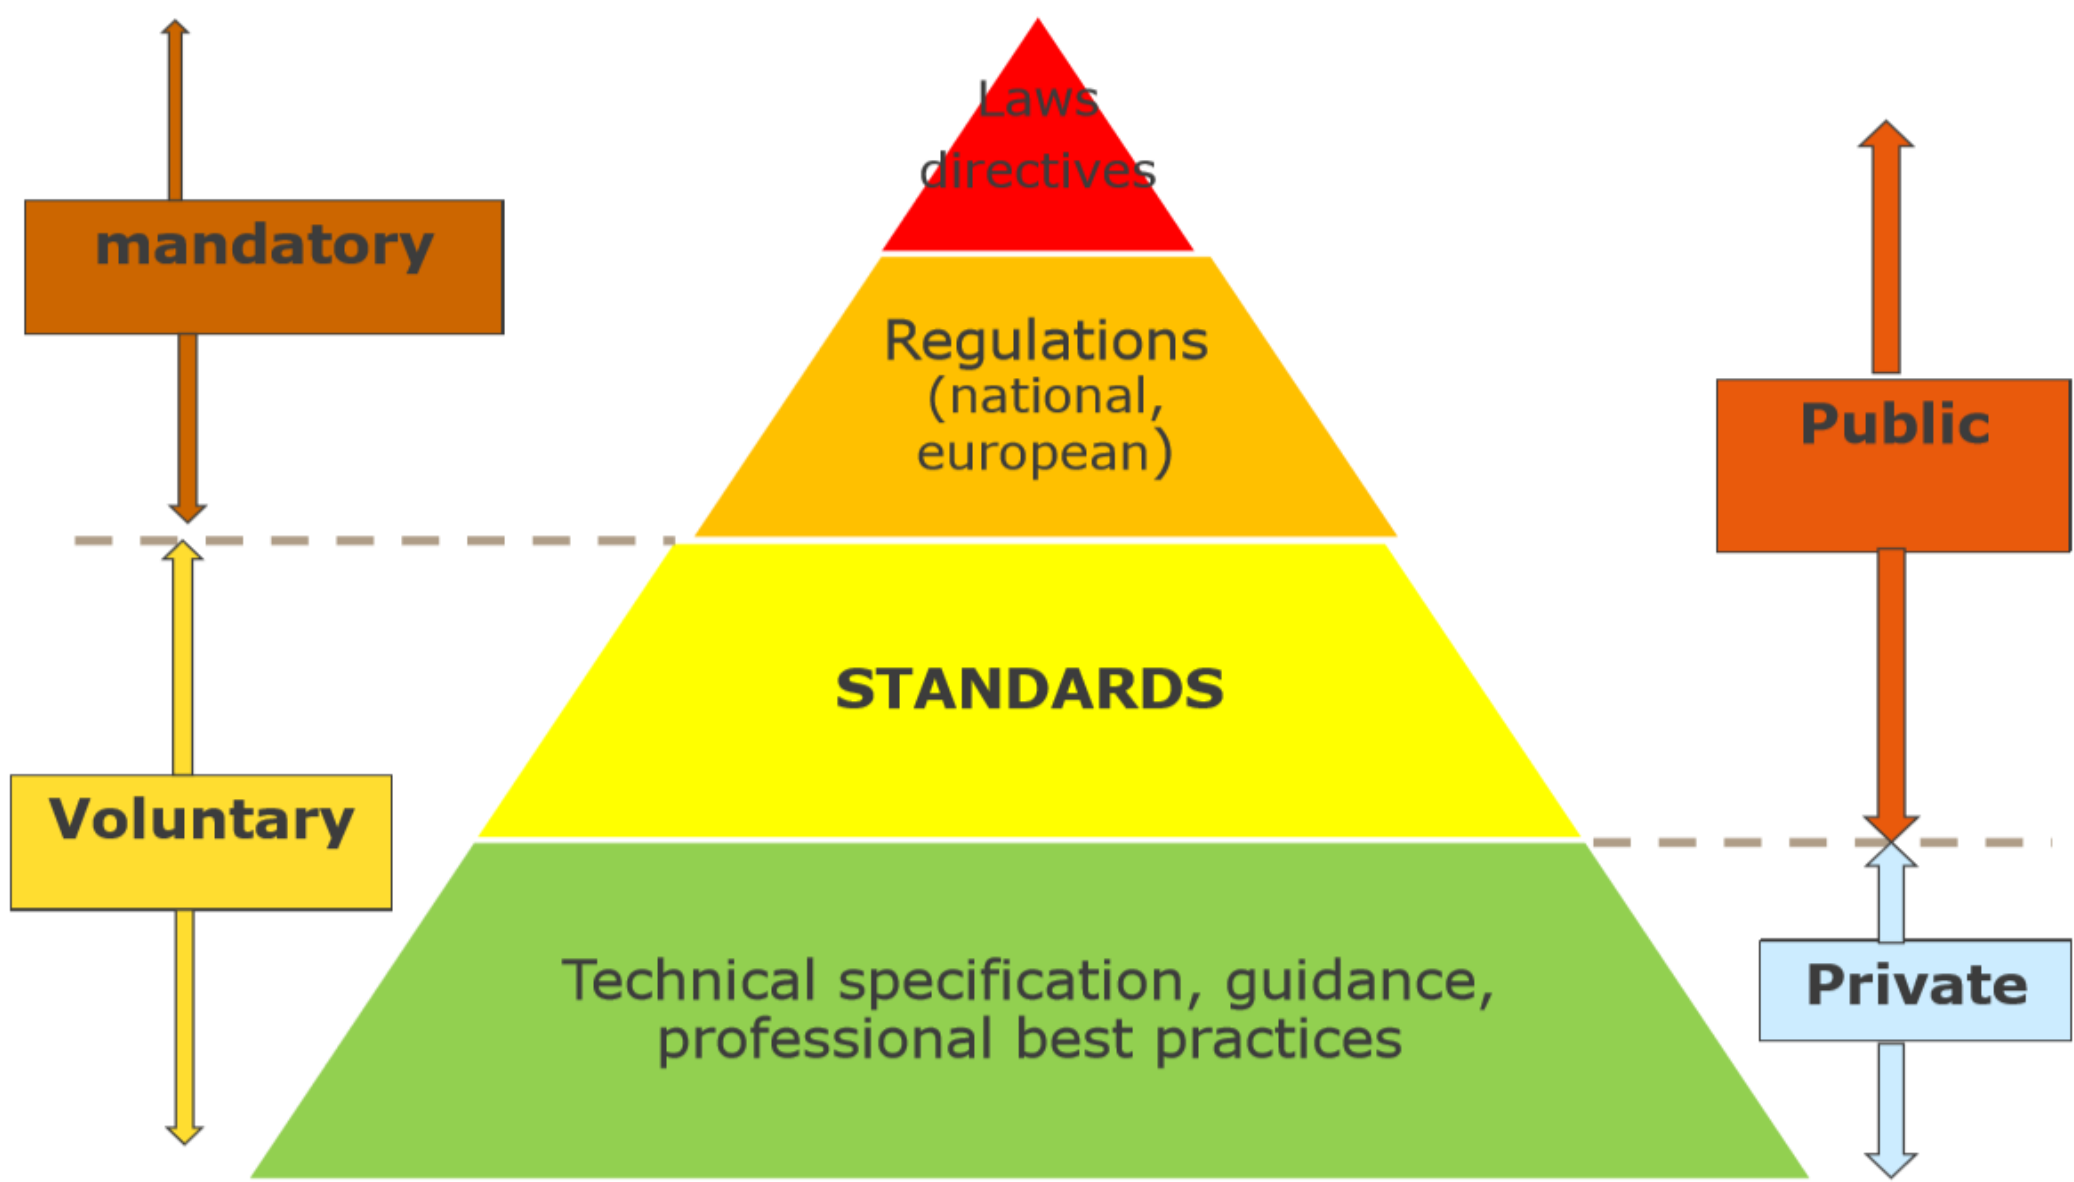 Laws
directives
mandatory
Regulations
(national,
european)
Public
STANDARDS
Voluntary
Technical specification, guidance,
professional best practices
Private